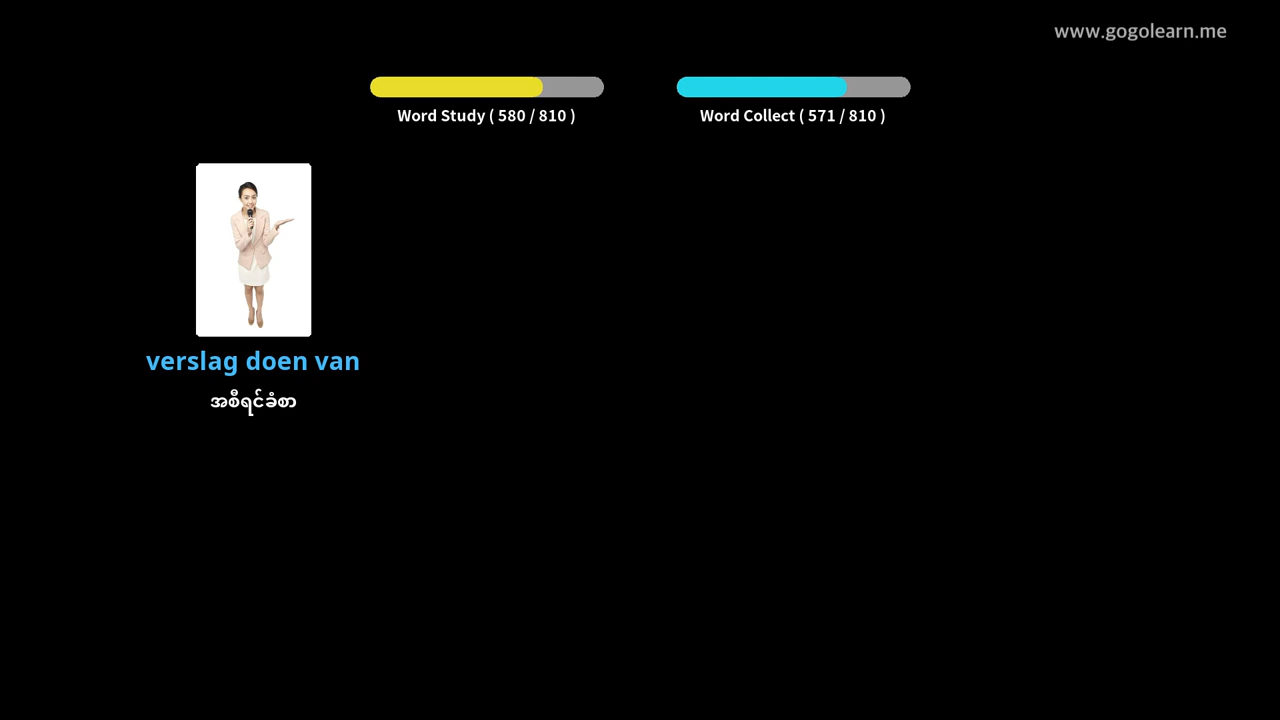 www.gogolearn.me
Word Study ( 580 / 810 )
Word Collect ( 571 / 810 )
verslag doen van
အစီရင်ခံစာ